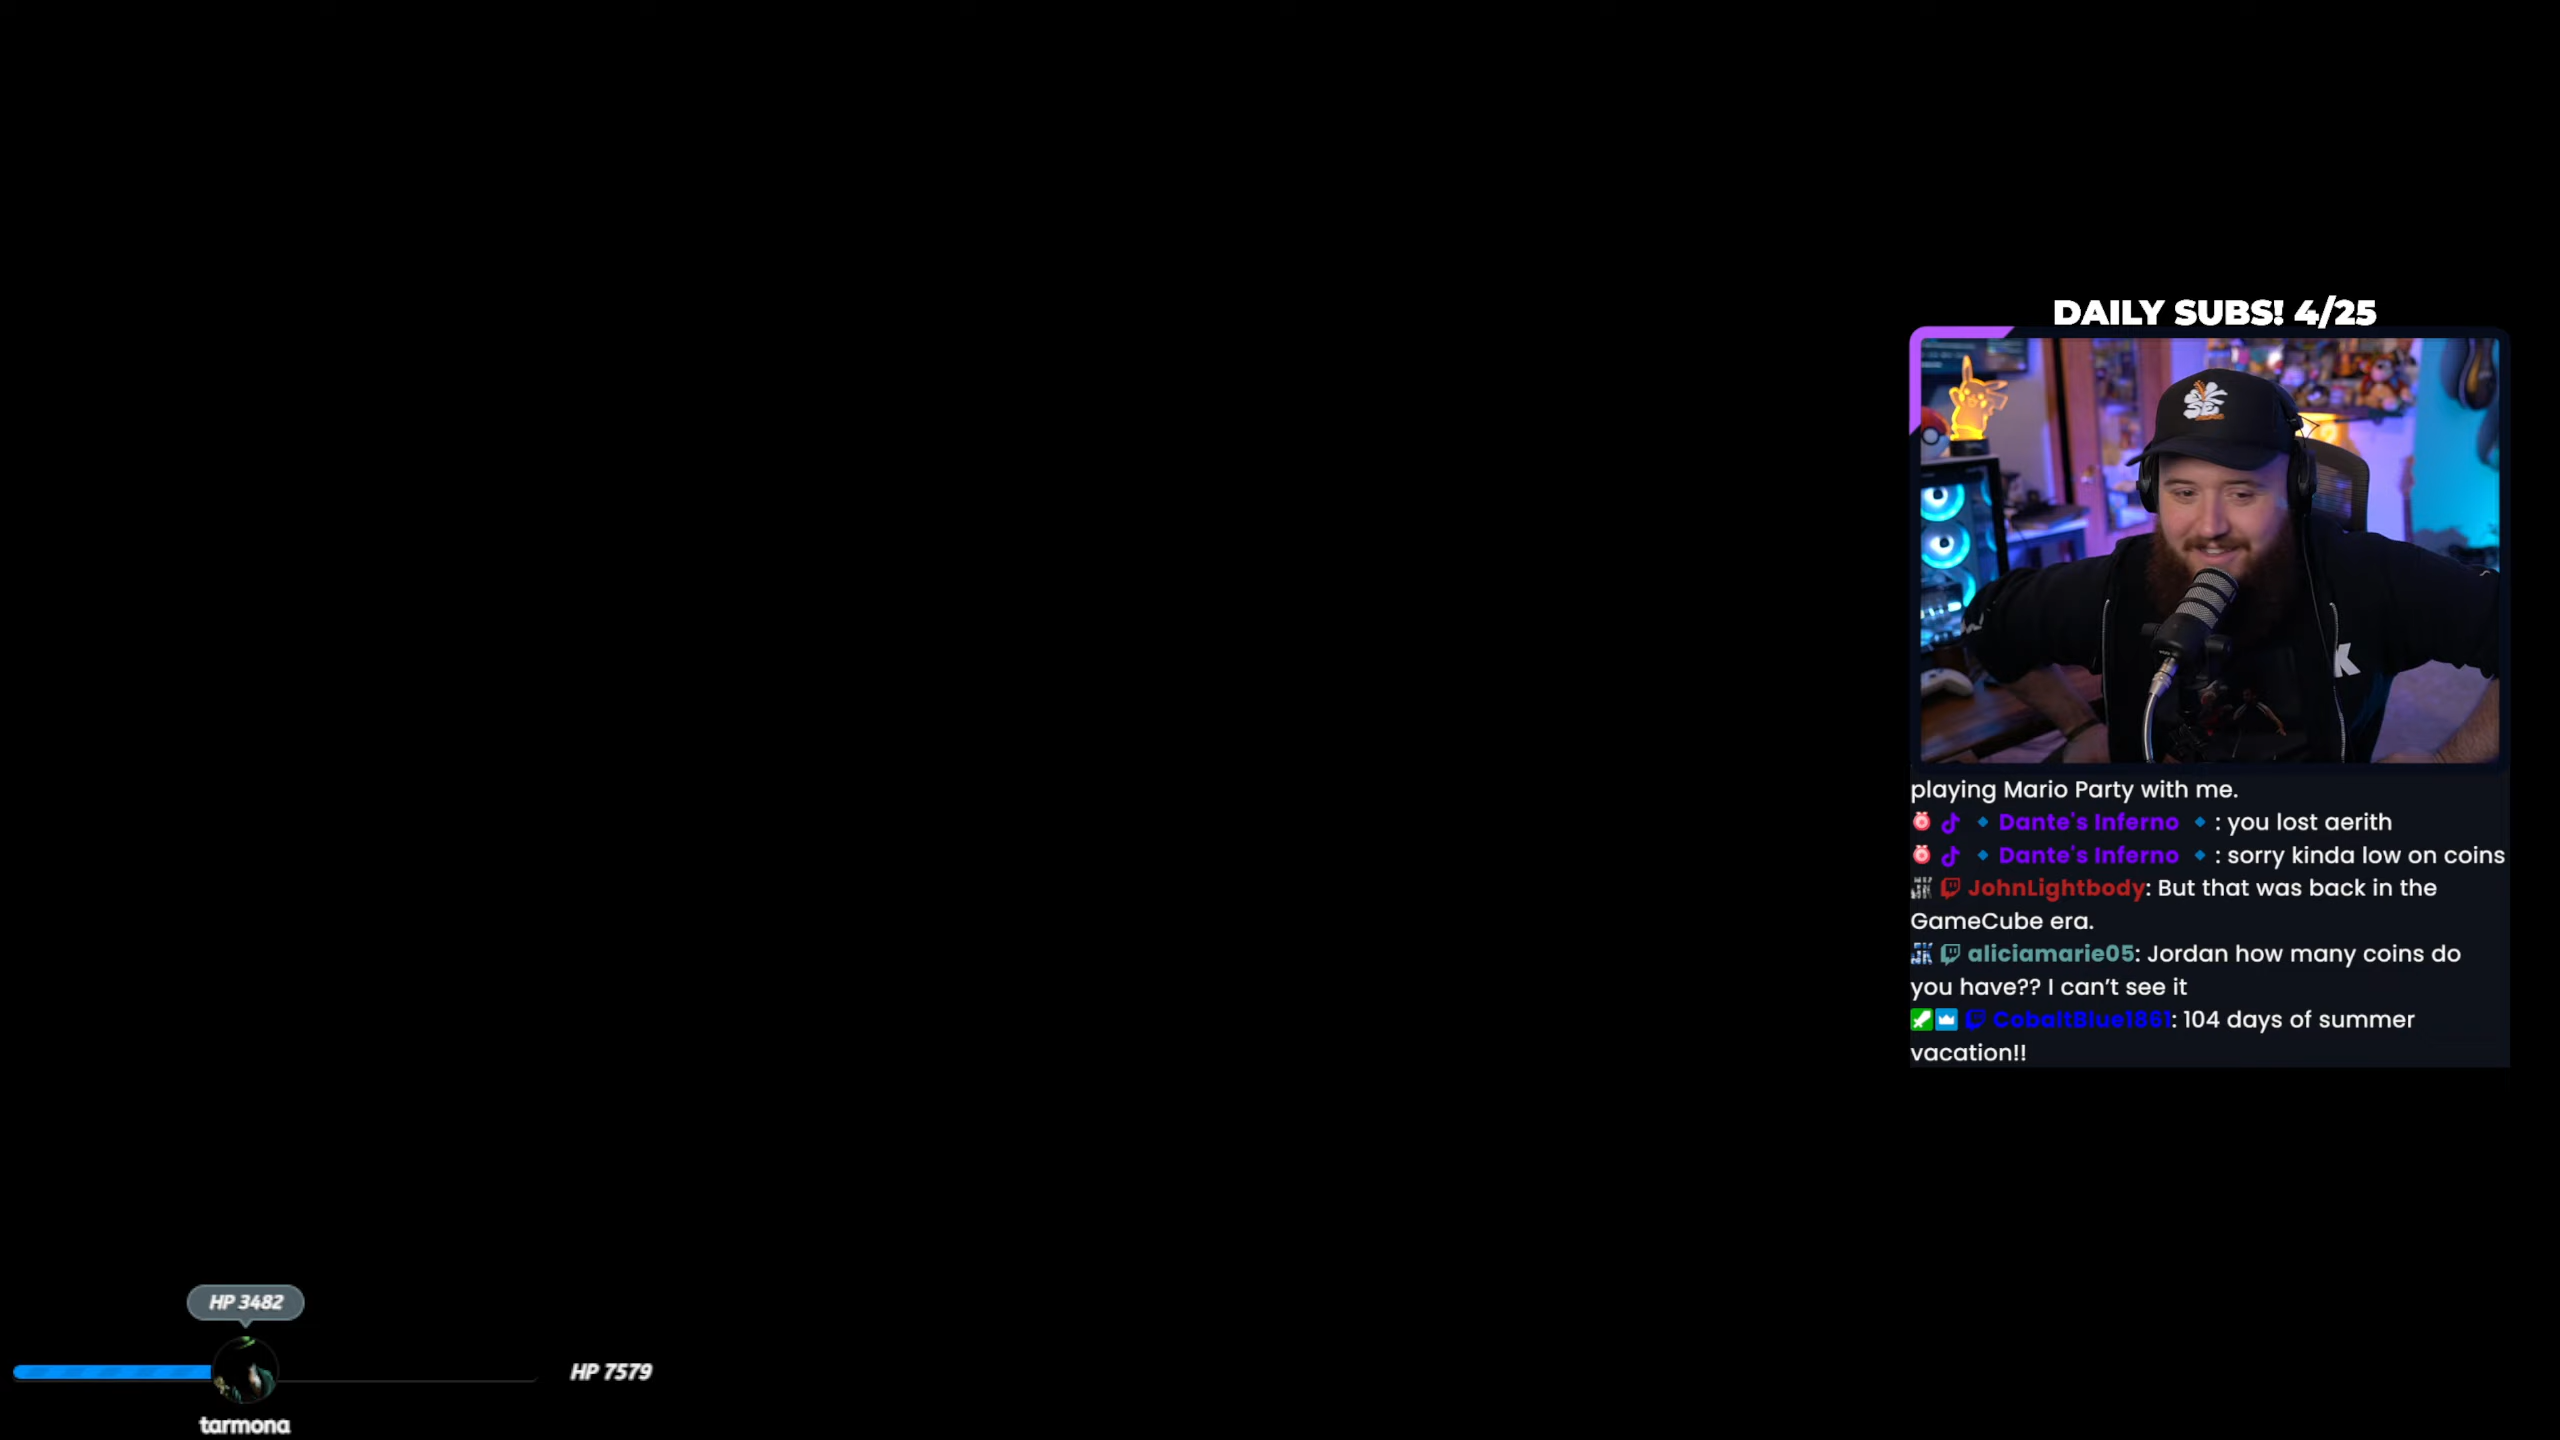 DAILY SUBS! 4/25
K
playing Mario Party with me.
Dante's Inferno : you lost aerith
Dante's Inferno : sorry kinda low on coins
JohnLightbody: But that was back in the
GameCube era.
aliciamarie05: Jordan how many coins do
you have?? I can’t see it
CobaltBlue1861: 104 days of summer
vacation!!
HP 3482
HP 7579
tarmona